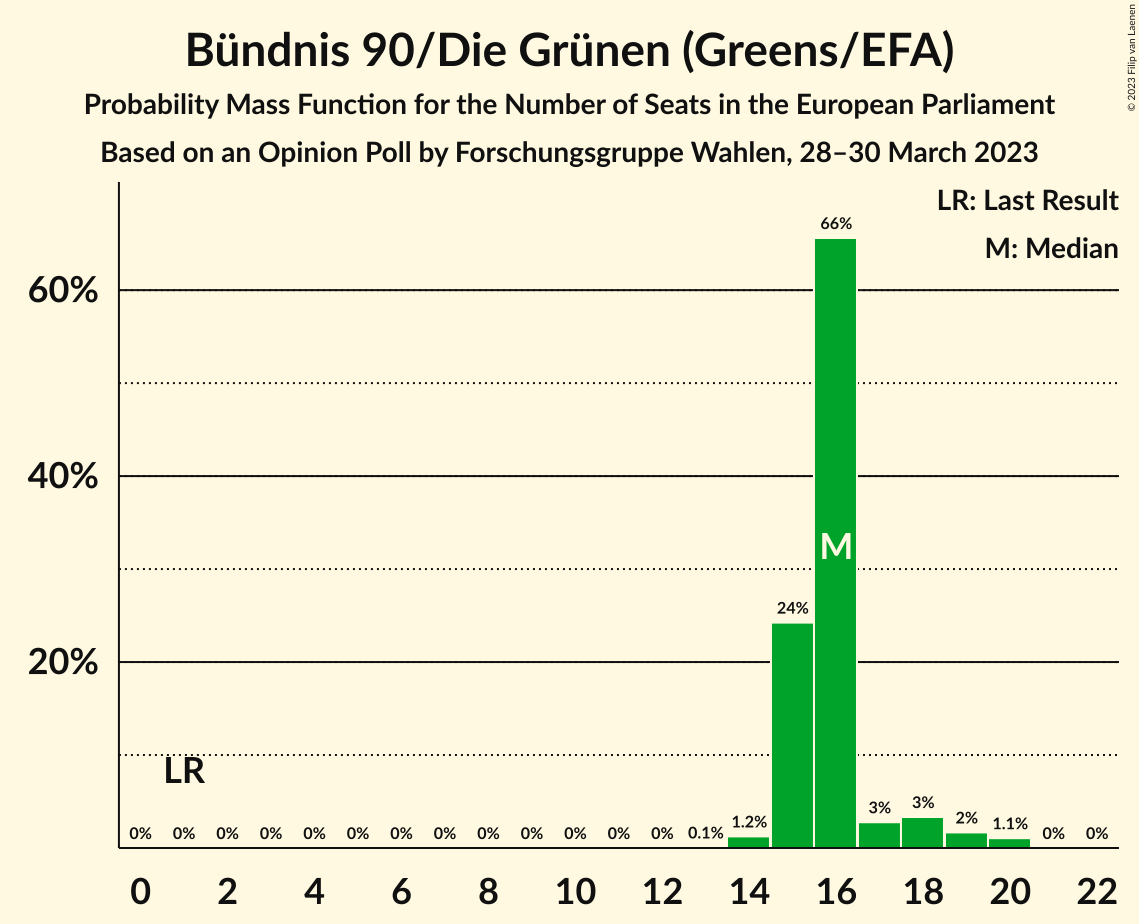 Bündnis 90/Die Grünen (Greens/EFA)
Probability Mass Function for the Number of Seats in the European Parliament
Based on an Opinion Poll by Forschungsgruppe Wahlen, 28–30 March 2023
© 2023 Filip van Laenen
LR: Last Result
M: Median
66%
60%
40%
M
24%
20%
LR
0% 0% 0% 0% 0% 0% 0% 0% 0% 0% 0% 0% 0% 0.1% 1.2% 3% 3% 2% 1.1% 0% 0%
0 2 4 6 8 10 12 14 16 18 20 22